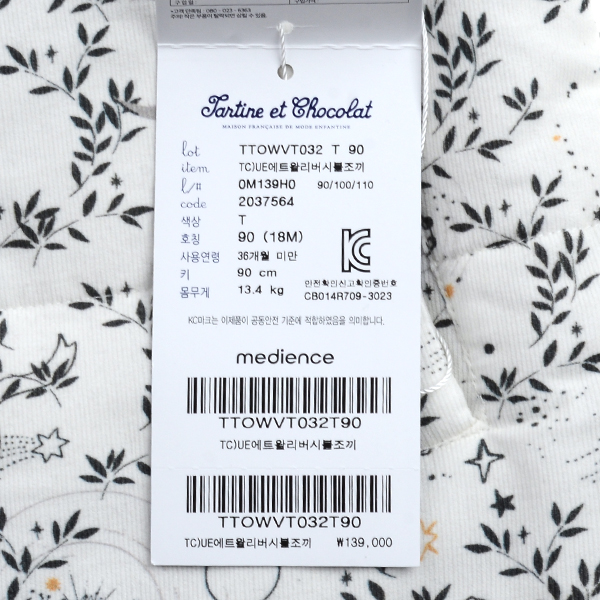 Tartine et Chocolat
MAISON FRANÇAISE DE MODE ENFANTINE
lot TTOWVT032 T 90
item TC)UE에트왈리버시블조끼
l/# 0M139H0 90/100/110
code 2037564
색상 T
호칭 90 (18M)
사용연령 36개월 미만
키 90 cm
몸무게 13.4 kg
안전확인신고확인증번호
CB014R709-3023
KC마크는 이제품이 공동안전 기준에 적합하였음을 의미합니다.
medience
TTOWVT032T90
TC)UE에트왈리버시블조끼
TTOWVT032T90
TC)UE에트왈리버시블조끼 ₩139,000